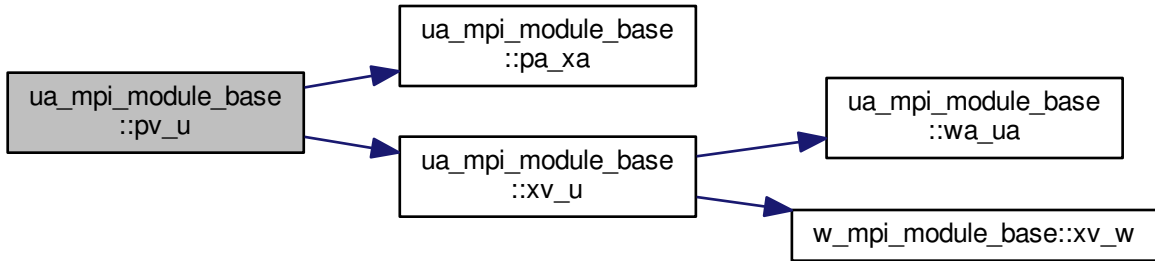 ua_mpi_module_base
::pv_u
ua_mpi_module_base
::pa_xa
ua_mpi_module_base
::xv_u
ua_mpi_module_base
::wa_ua
w_mpi_module_base::xv_w